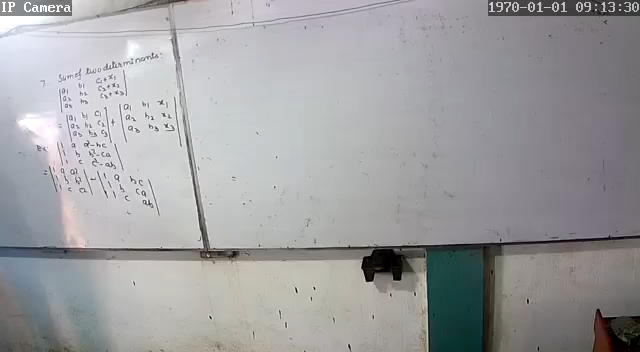 IP Camera
1970-01-01 09:13:30
7. Sum of two determinants:
|a1 b1 c1+x1|
|a2 b2 c2+x2|
|a3 b3 c3+x3|
= |a1 b1 c1| + |a1 b1 x1|
|a2 b2 c2| |a2 b2 x2|
|a3 b3 c3| |a3 b3 x3|
Ex: |1 a a²-bc|
|1 b b²-ca|
|1 c c²-ab|
= |1 a a²| - |1 a bc|
|1 b b²| |1 b ca|
|1 c c²| |1 c ab|